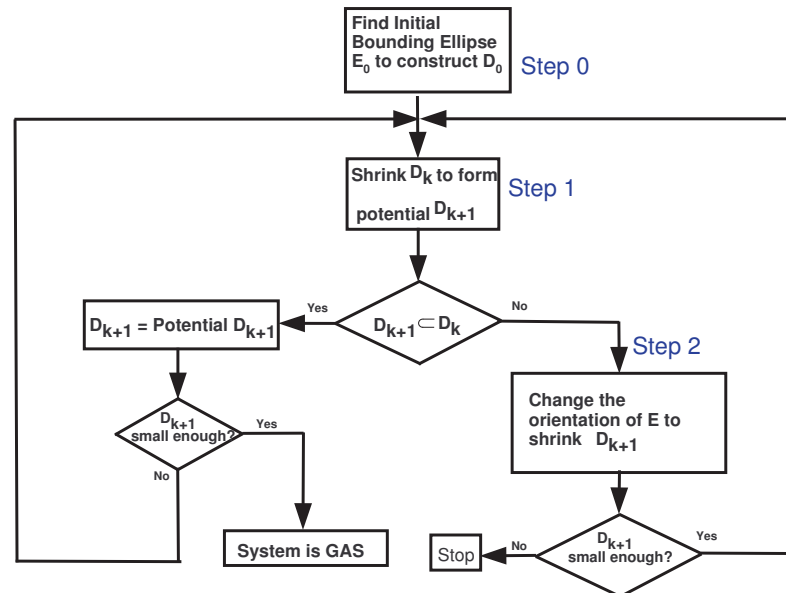 Find Initial
Bounding Ellipse
E₀ to construct D₀
Step 0
Shrink Dₖ to form
potential Dₖ₊₁
Step 1
Yes
Dₖ₊₁ ⊂ Dₖ
No
Dₖ₊₁ = Potential Dₖ₊₁
Step 2
Change the
orientation of E to
shrink Dₖ₊₁
Dₖ₊₁
small enough?
Yes
No
System is GAS
Stop
No
Dₖ₊₁
small enough?
Yes